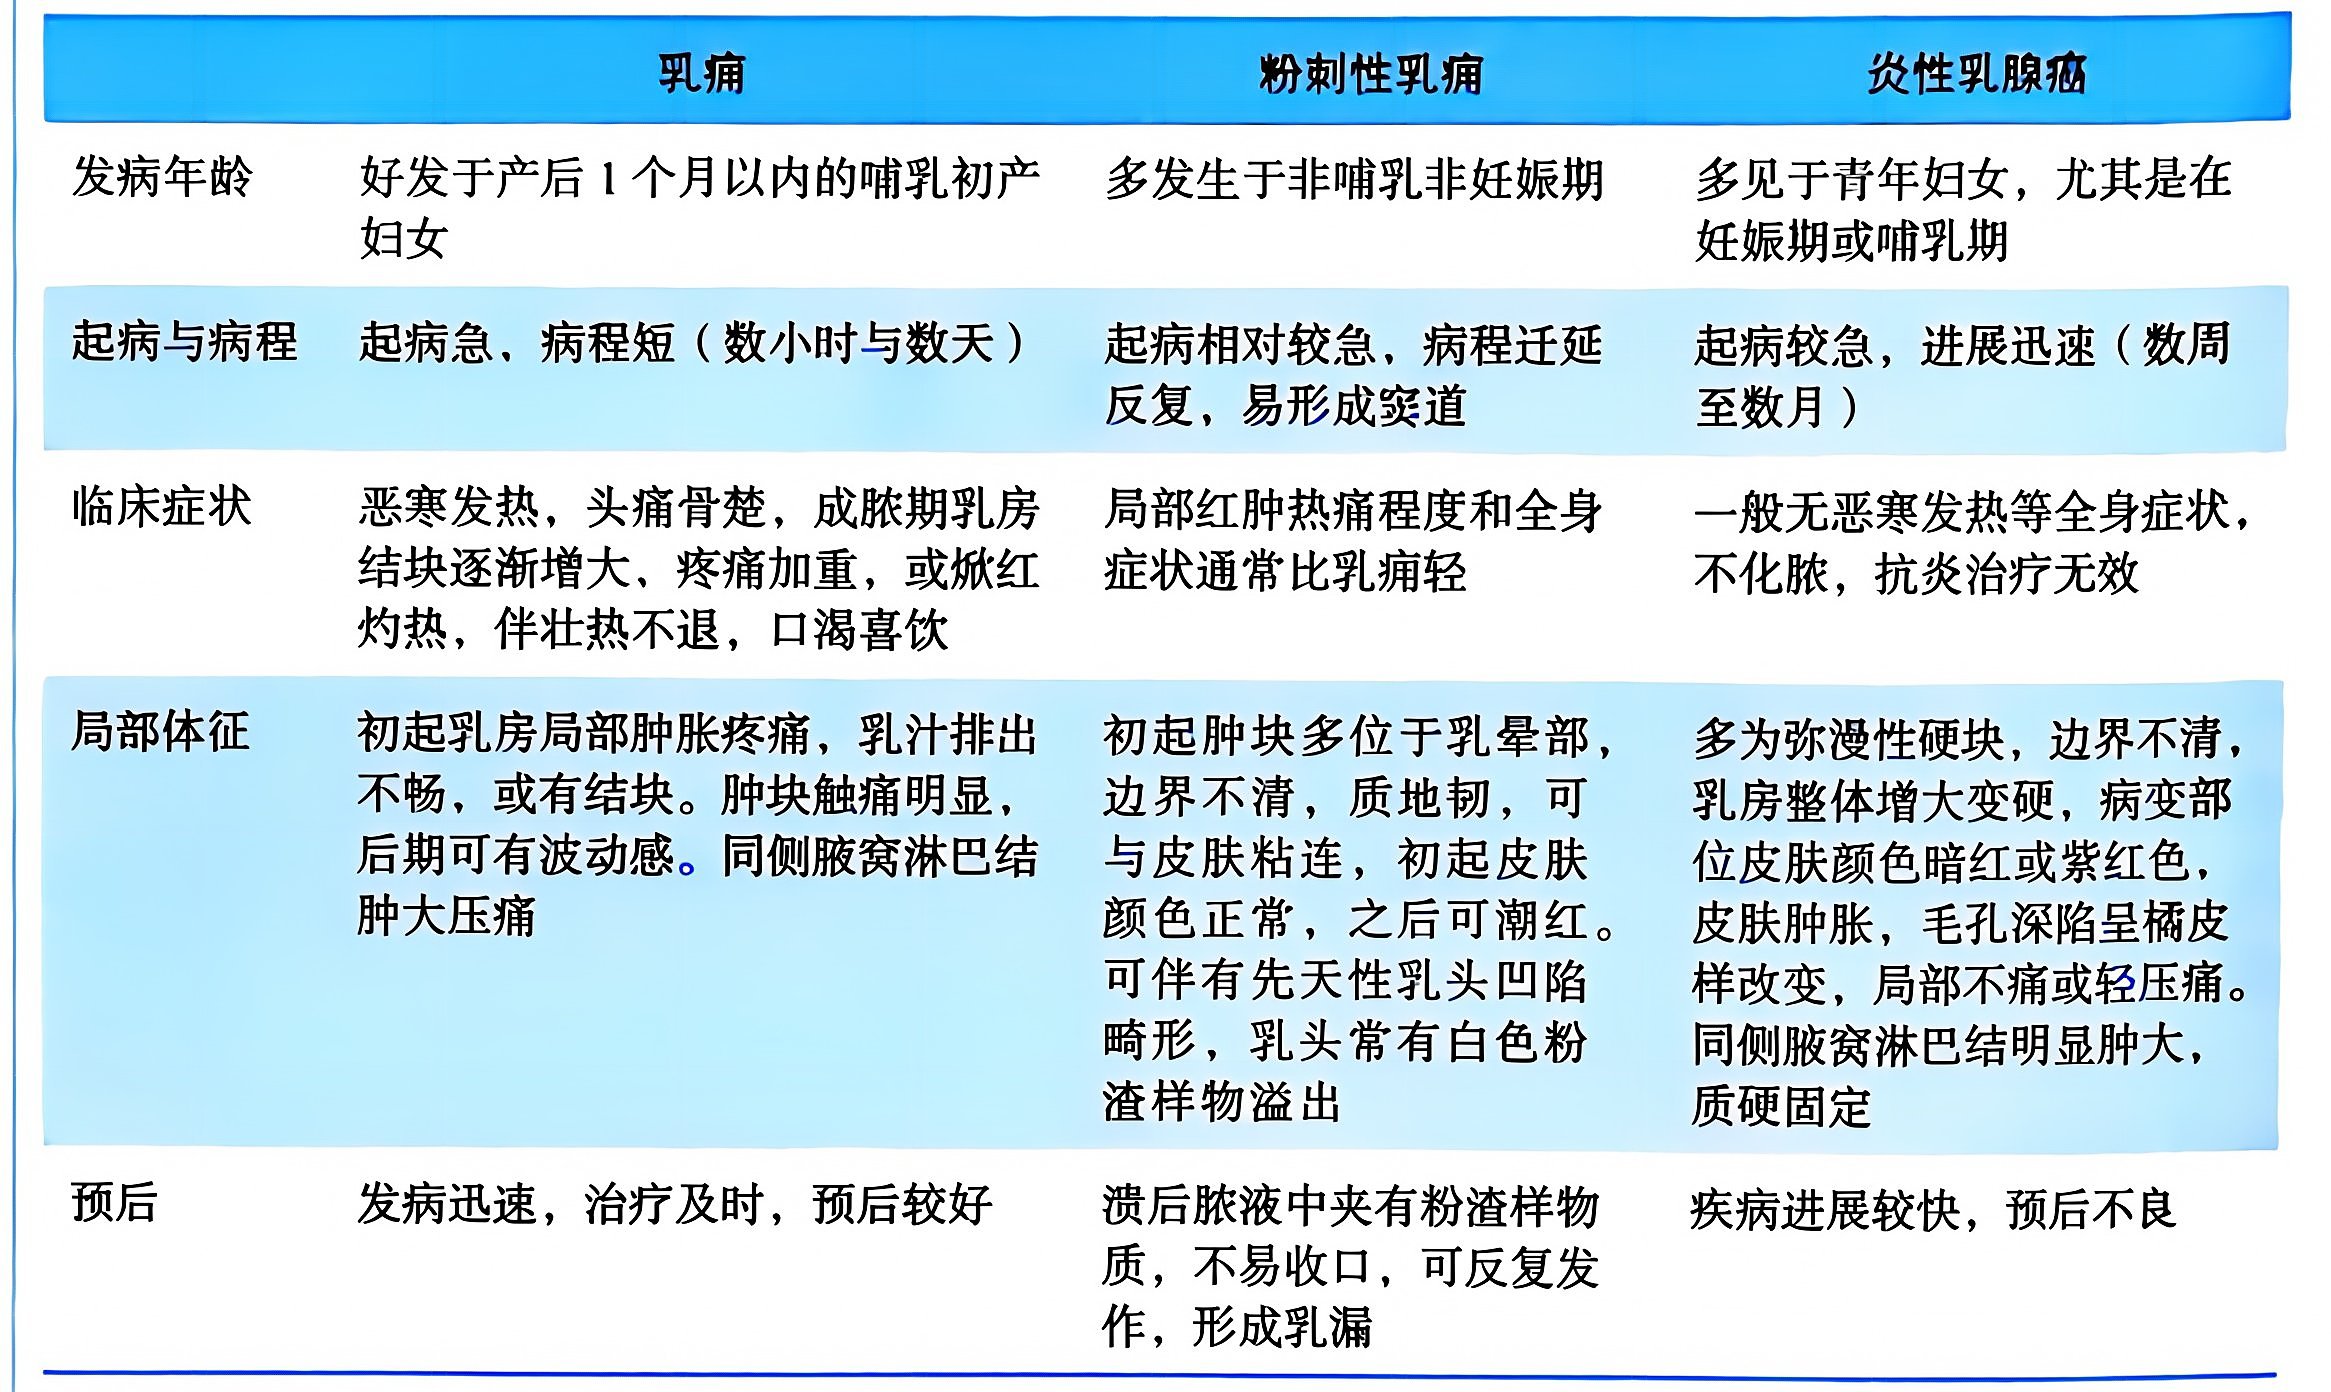 乳痈 粉刺性乳痈 炎性乳腺癌
发病年龄 好发于产后1个月以内的哺乳初产 多发生于非哺乳非妊娠期 多见于青年妇女，尤其是在
妇女 妊娠期或哺乳期
起病与病程 起病急，病程短（数小时与数天） 起病相对较急，病程迁延 起病较急，进展迅速（数周
反复，易形成窦道 至数月）
临床症状 恶寒发热，头痛骨楚，成脓期乳房 局部红肿热痛程度和全身 一般无恶寒发热等全身症状，
结块逐渐增大、疼痛加重，或焮红 症状通常比乳痈轻 不化脓，抗炎治疗无效
灼热，伴壮热不退，口渴喜饮
局部体征 初起乳房局部肿胀疼痛，乳汁排出 初起肿块多位于乳晕部， 多为弥漫性硬块，边界不清，
不畅，或有结块。肿块触痛明显， 边界不清，质地韧，可 乳房整体增大变硬，病变部
后期可有波动感。同侧腋窝淋巴结 与皮肤粘连，初起皮肤 位皮肤颜色暗红或紫红色，
肿大压痛 颜色正常，之后可潮红。 皮肤肿胀，毛孔深陷呈橘皮
可伴有先天性乳头凹陷 样改变，局部不痛或轻压痛。
畸形，乳头常有白色粉 同侧腋窝淋巴结明显肿大，
渣样物溢出 质硬固定
预后 发病迅速，治疗及时，预后较好 溃后脓液中夹有粉渣样物 疾病进展较快，预后不良
质，不易收口，可反复发
作，形成乳漏